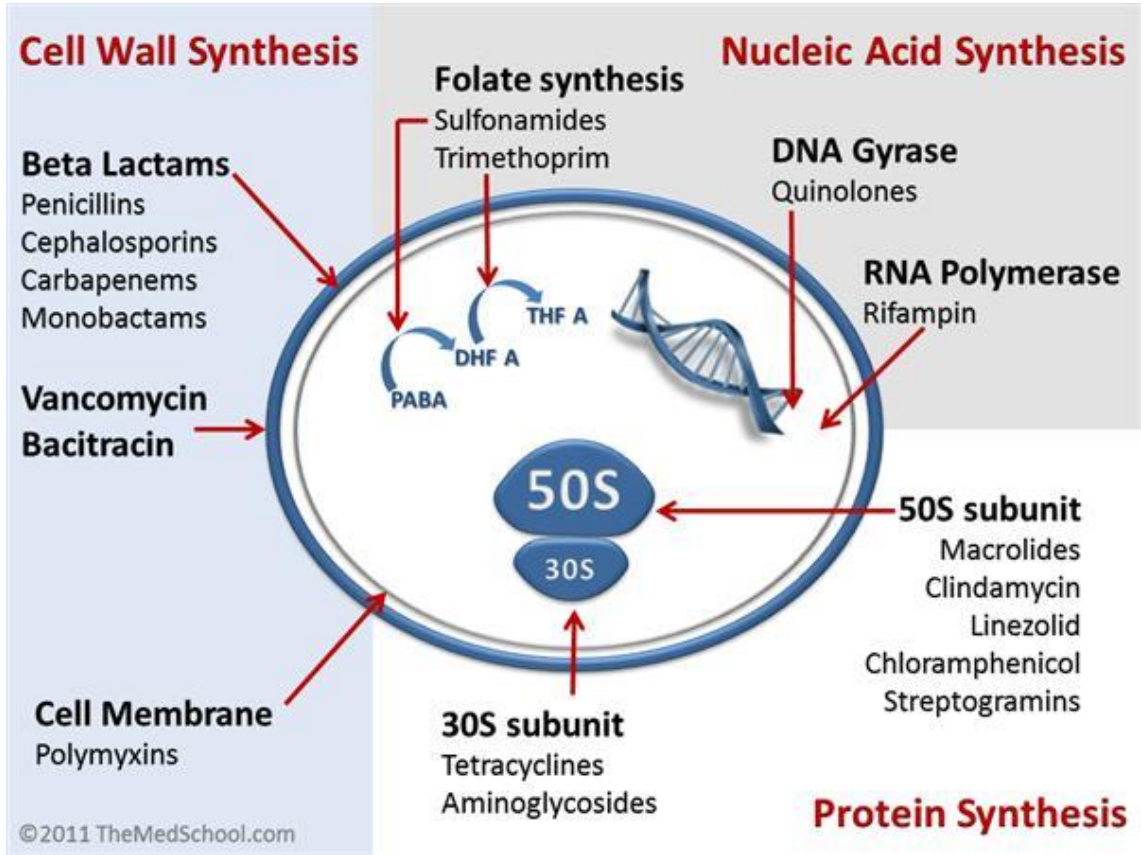 Cell Wall Synthesis
Nucleic Acid Synthesis
Folate synthesis
Sulfonamides
Trimethoprim
Beta Lactams
Penicillins
Cephalosporins
Carbapenems
Monobactams
DNA Gyrase
Quinolones
RNA Polymerase
Rifampin
THF A
DHF A
PABA
Vancomycin
Bacitracin
50S
30S
50S subunit
Macrolides
Clindamycin
Linezolid
Chloramphenicol
Streptogramins
Cell Membrane
Polymyxins
30S subunit
Tetracyclines
Aminoglycosides
Protein Synthesis
©2011 TheMedSchool.com